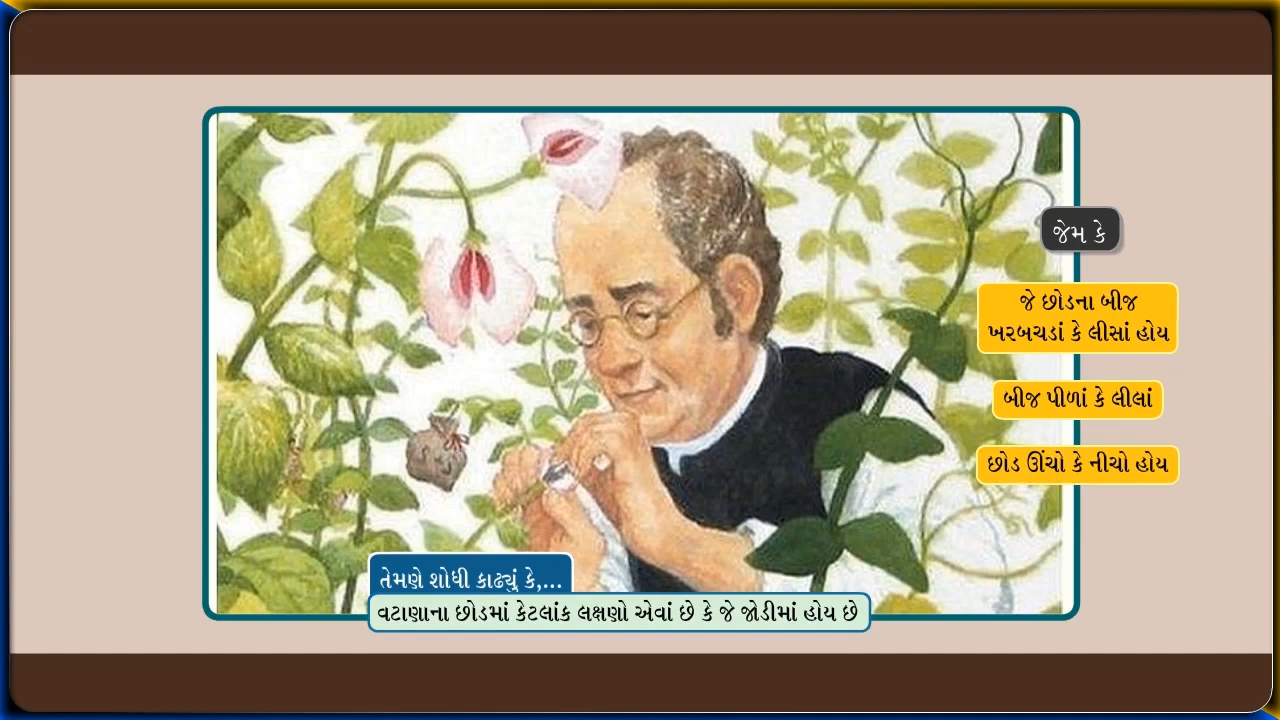 જેમ કે
જે છોડના બીજ
ખરબચડાં કે લીસાં હોય
બીજ પીળાં કે લીલાં
છોડ ઊંચો કે નીચો હોય
તેમણે શોધી કાઢ્યું કે,...
વટાણાના છોડમાં કેટલાંક લક્ષણો એવાં છે કે જે જોડીમાં હોય છે